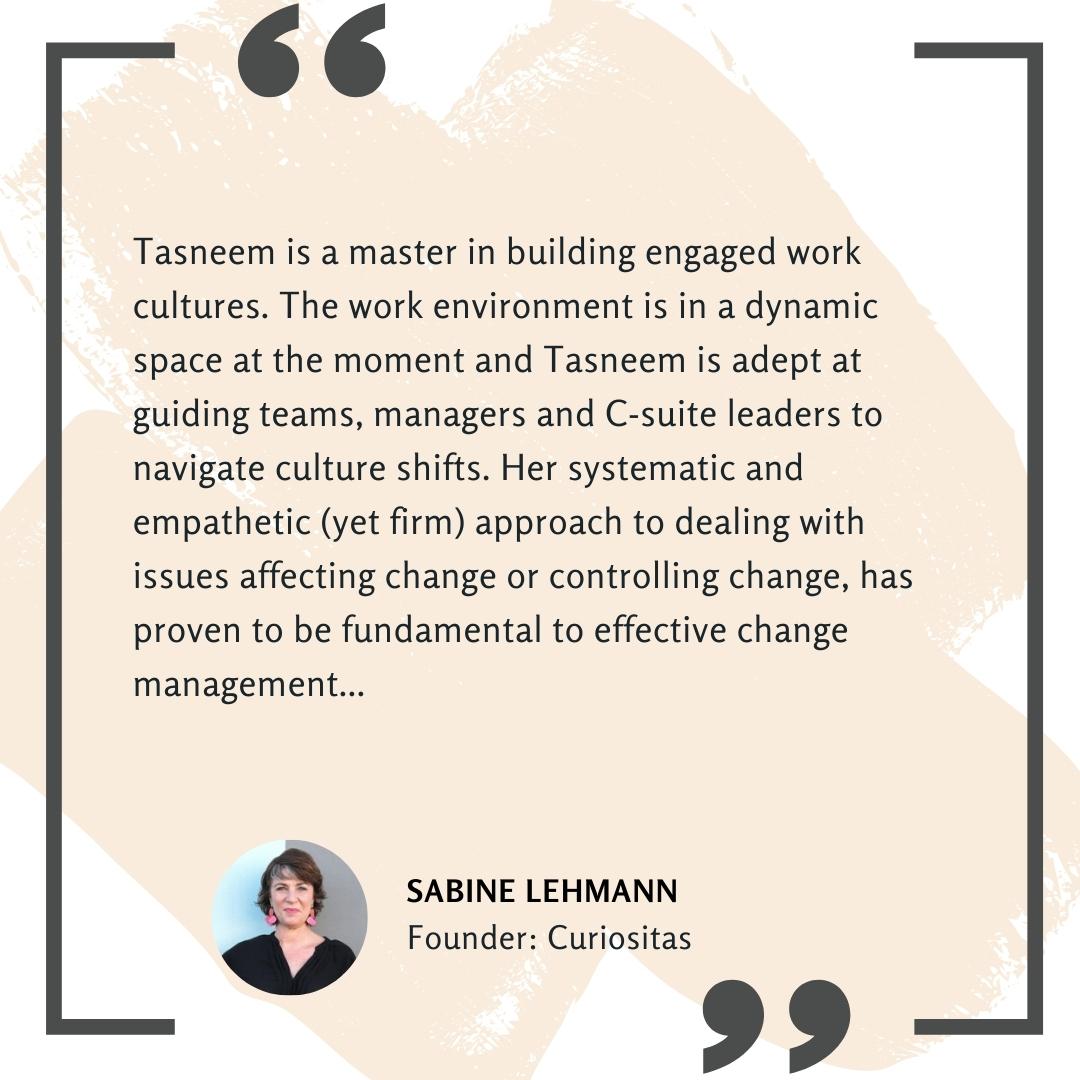 Tasneem is a master in building engaged work
cultures. The work environment is in a dynamic
space at the moment and Tasneem is adept at
guiding teams, managers and C-suite leaders to
navigate culture shifts. Her systematic and
empathetic (yet firm) approach to dealing with
issues affecting change or controlling change, has
proven to be fundamental to effective change
management...
SABINE LEHMANN
Founder: Curiositas